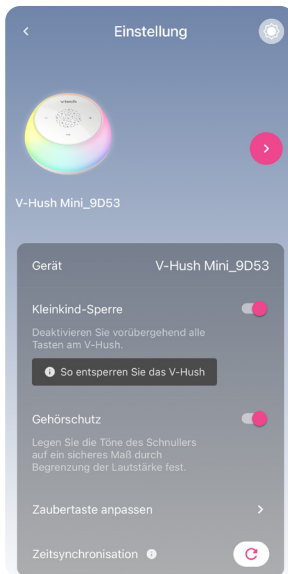 Einstellung
vtech
V-Hush Mini_9D53
Gerät V-Hush Mini_9D53
Kleinkind-Sperre
Deaktivieren Sie vorübergehend alle
Tasten am V-Hush.
So entsperren Sie das V-Hush
Gehörschutz
Legen Sie die Töne des Schnullers
auf ein sicheres Maß durch
Begrenzung der Lautstärke fest.
Zaubertaste anpassen
Zeitsynchronisation